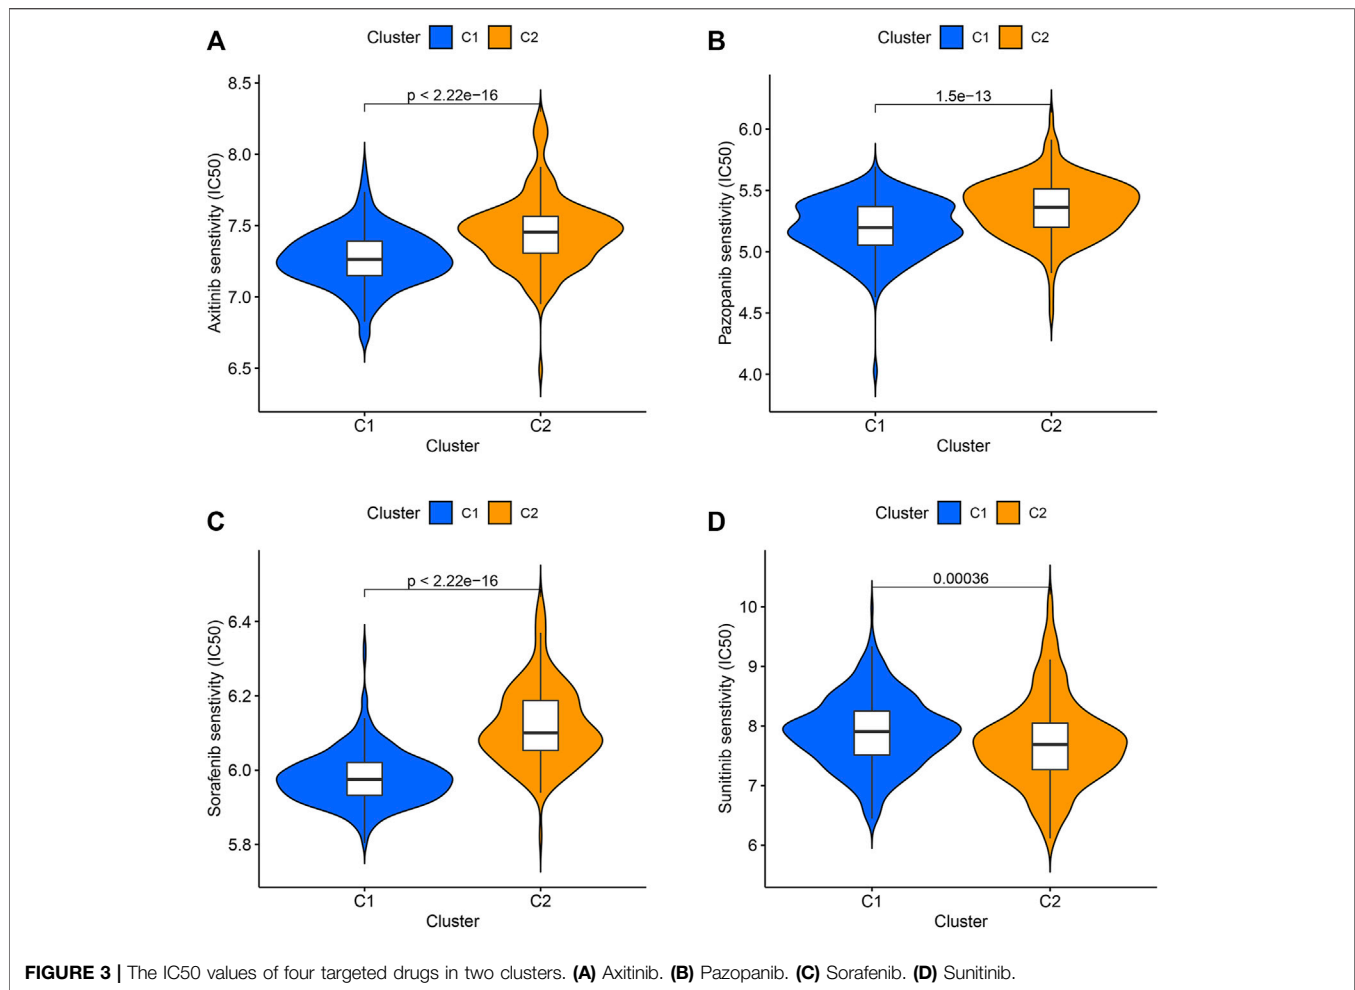 A
Cluster C1 C2
p < 2.22e−16
Axitinib senstivity (IC50)
8.5
8.0
7.5
7.0
6.5
C1 C2
Cluster
B
Cluster C1 C2
1.5e−13
Pazopanib senstivity (IC50)
6.0
5.5
5.0
4.5
4.0
C1 C2
Cluster
C
Cluster C1 C2
p < 2.22e−16
Sorafenib senstivity (IC50)
6.4
6.2
6.0
5.8
C1 C2
Cluster
D
Cluster C1 C2
0.00036
Sunitinib senstivity (IC50)
10
9
8
7
6
C1 C2
Cluster
FIGURE 3 | The IC50 values of four targeted drugs in two clusters. (A) Axitinib. (B) Pazopanib. (C) Sorafenib. (D) Sunitinib.